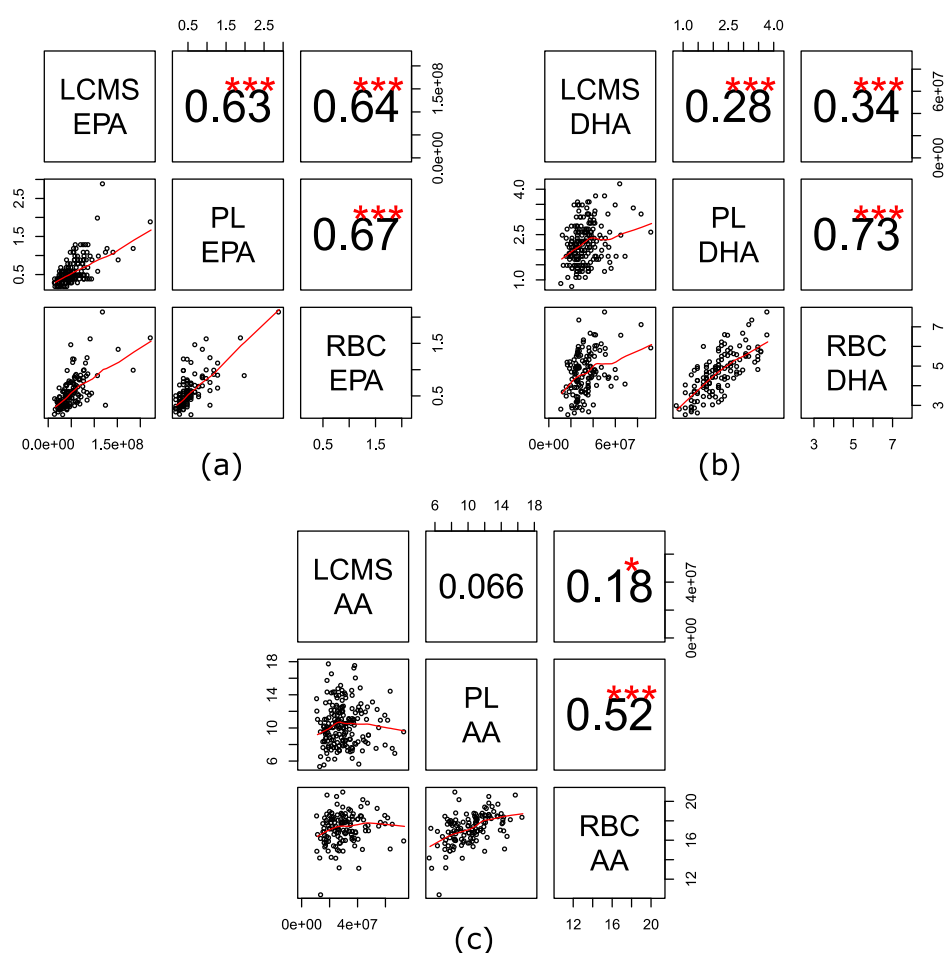 0.5 1.5 2.5
LCMS
EPA
***
0.63
***
0.64
0.0e+00 1.5e+08
0.5 1.5 2.5
PL
EPA
***
0.67
RBC
EPA
0.5 1.5
0.0e+00 1.5e+08
0.5 1.5
(a)
1.0 2.5 4.0
LCMS
DHA
***
0.28
***
0.34
0e+00 6e+07
1.0 2.5 4.0
PL
DHA
***
0.73
RBC
DHA
3 5 7
0e+00 6e+07
3 5 7
(b)
6 10 14 18
LCMS
AA
0.066
*
0.18
0e+00 4e+07
6 10 14 18
PL
AA
***
0.52
RBC
AA
12 16 20
0e+00 4e+07
12 16 20
(c)